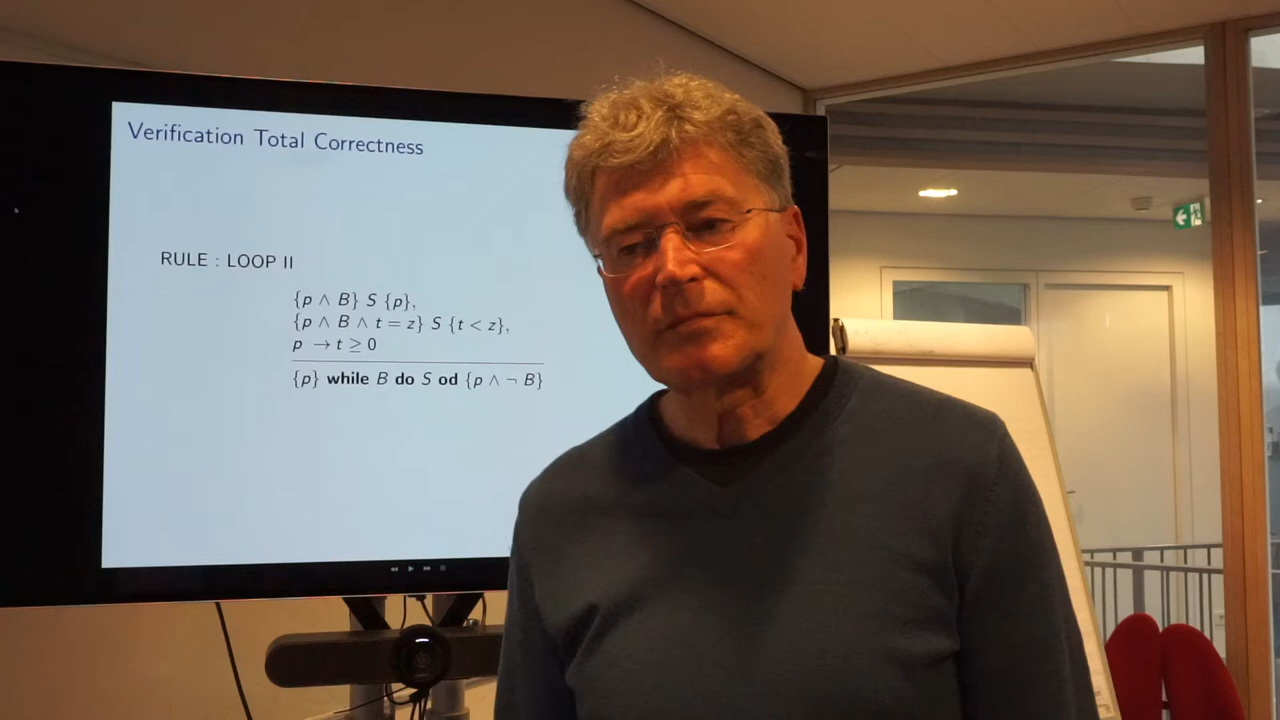 Verification Total Correctness
RULE : LOOP II
{p ∧ B} S {p},
{p ∧ B ∧ t = z} S {t < z},
p → t ≥ 0
{p} while B do S od {p ∧ ¬ B}